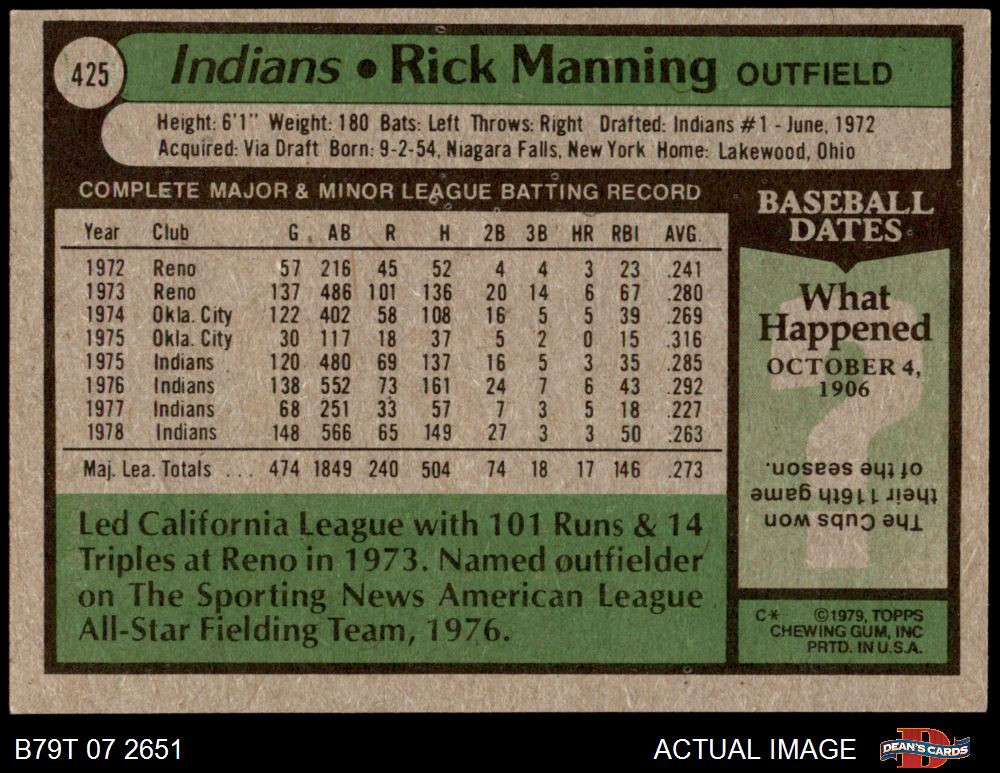 425
Indians • Rick Manning OUTFIELD
Height: 6'1" Weight: 180 Bats: Left Throws: Right Drafted: Indians #1 - June, 1972
Acquired: Via Draft Born: 9-2-54, Niagara Falls, New York Home: Lakewood, Ohio
COMPLETE MAJOR & MINOR LEAGUE BATTING RECORD
Year Club G AB R H 2B 3B HR RBI AVG.
1972 Reno 57 216 45 52 4 4 3 23 .241
1973 Reno 137 486 101 136 20 14 6 67 .280
1974 Okla. City 122 402 58 108 16 5 5 39 .269
1975 Okla. City 30 117 18 37 5 2 0 15 .316
1975 Indians 120 480 69 137 16 5 3 35 .285
1976 Indians 138 552 73 161 24 7 6 43 .292
1977 Indians 68 251 33 57 7 3 5 18 .227
1978 Indians 148 566 65 149 27 3 3 50 .263
Maj. Lea. Totals ... 474 1849 240 504 74 18 17 146 .273
Led California League with 101 Runs & 14
Triples at Reno in 1973. Named outfielder
on The Sporting News American League
All-Star Fielding Team, 1976.
BASEBALL
DATES
What
Happened
OCTOBER 4,
1906
?
The Cubs won
their 116th game
of the season.
C* ©1979, TOPPS
CHEWING GUM, INC
PRTD. IN U.S.A.
B79T 07 2651
ACTUAL IMAGE
DEAN'S CARDS